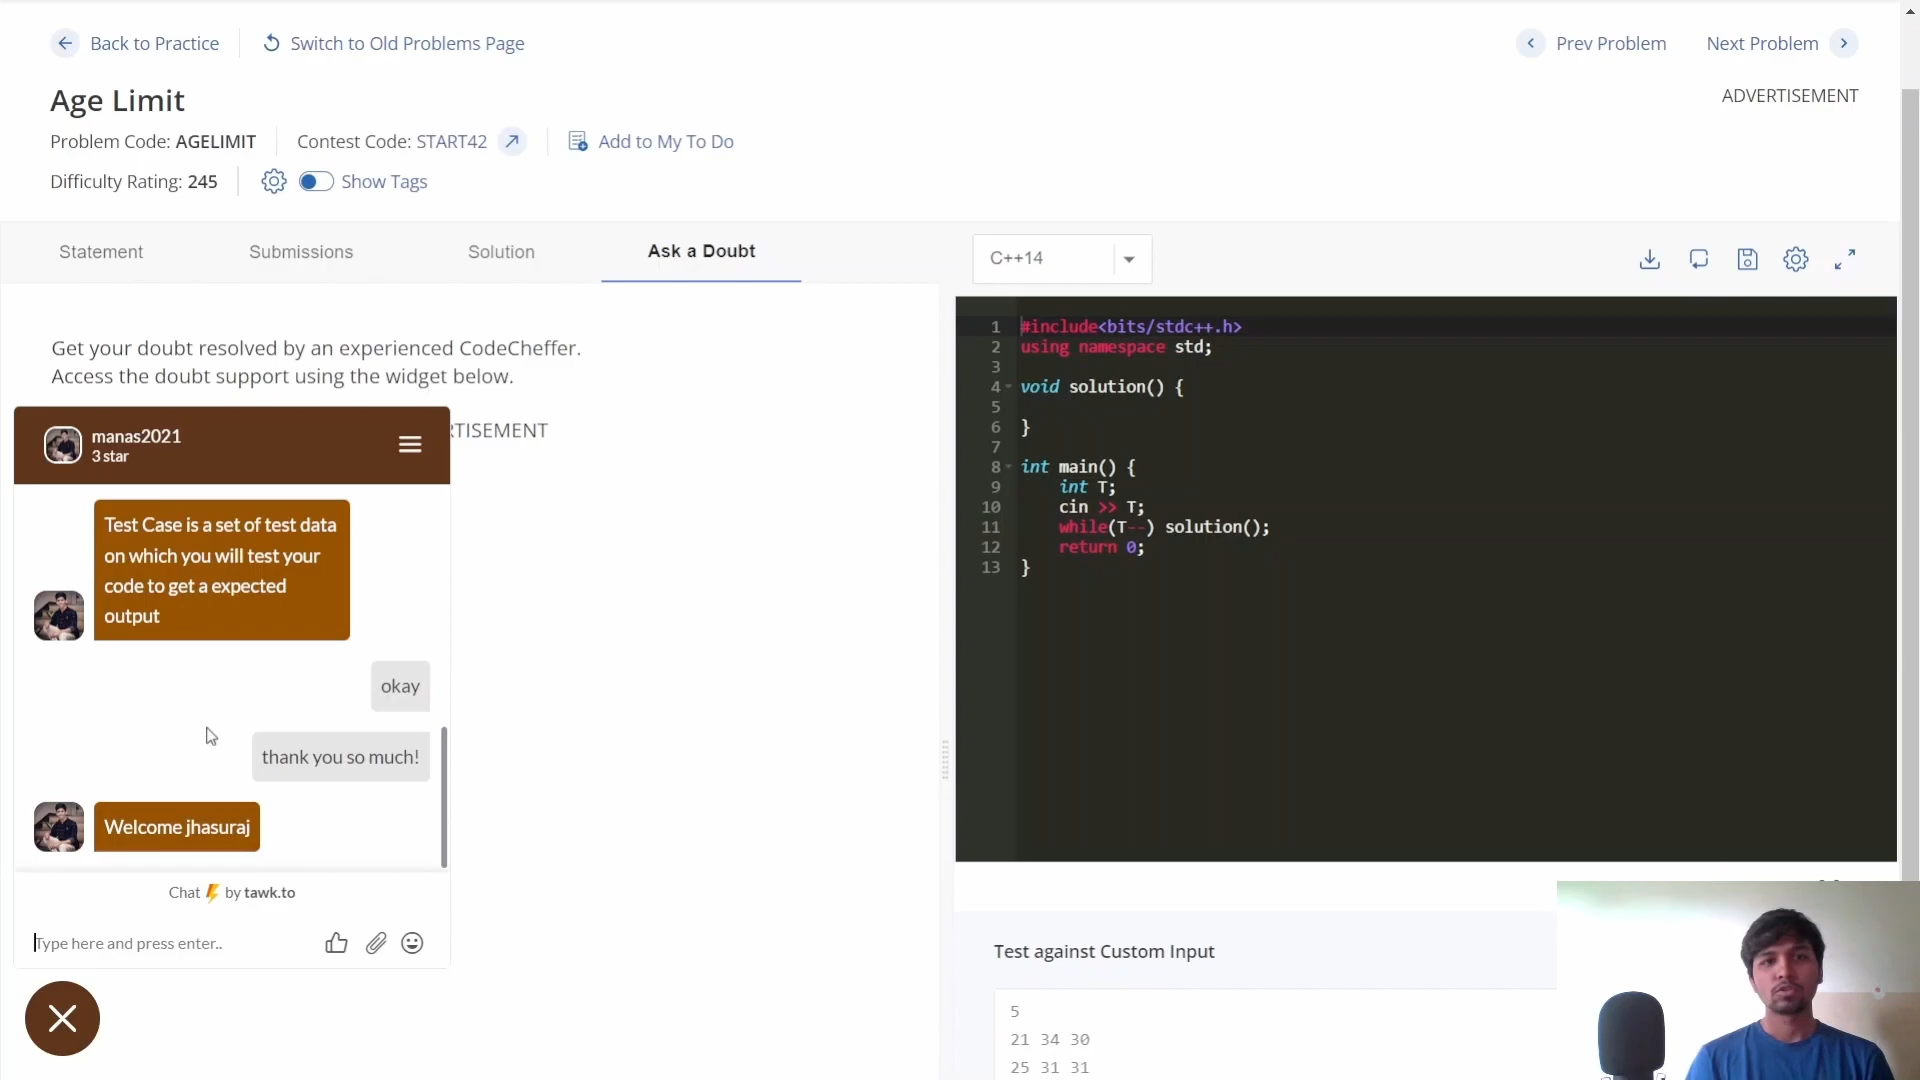 Back to Practice
Switch to Old Problems Page
Prev Problem
Next Problem
Age Limit
ADVERTISEMENT
Problem Code: AGELIMIT
Contest Code: START42
Add to My To Do
Difficulty Rating: 245
Show Tags
Statement
Submissions
Solution
Ask a Doubt
Get your doubt resolved by an experienced CodeCheffer.
Access the doubt support using the widget below.
RTISEMENT
manas2021
3 star
Test Case is a set of test data
on which you will test your
code to get a expected
output
okay
thank you so much!
Welcome jhasuraj
Chat by tawk.to
Type here and press enter..
C++14
1 #include<bits/stdc++.h>
2 using namespace std;
3
4 void solution() {
5
6 }
7
8 int main() {
9 int T;
10 cin >> T;
11 while(T--) solution();
12 return 0;
13 }
Test against Custom Input
5
21 34 30
25 31 31